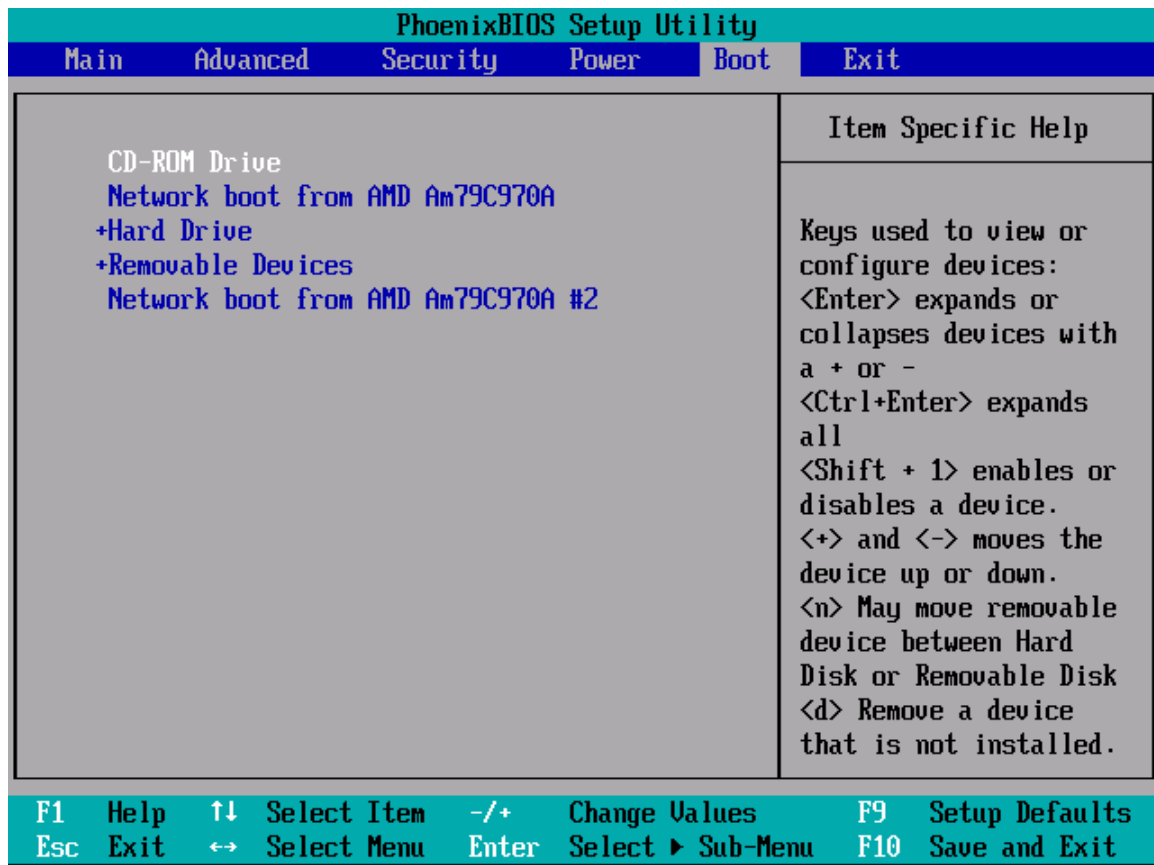 PhoenixBIOS Setup Utility
Main Advanced Security Power Boot Exit
CD-ROM Drive
Network boot from AMD Am79C970A
+Hard Drive
+Removable Devices
Network boot from AMD Am79C970A #2
Item Specific Help
Keys used to view or
configure devices:
<Enter> expands or
collapses devices with
a + or -
<Ctrl+Enter> expands
all
<Shift + 1> enables or
disables a device.
<+> and <-> moves the
device up or down.
<n> May move removable
device between Hard
Disk or Removable Disk
<d> Remove a device
that is not installed.
F1 Help ↑↓ Select Item -/+ Change Values F9 Setup Defaults
Esc Exit ↔ Select Menu Enter Select ▶ Sub-Menu F10 Save and Exit